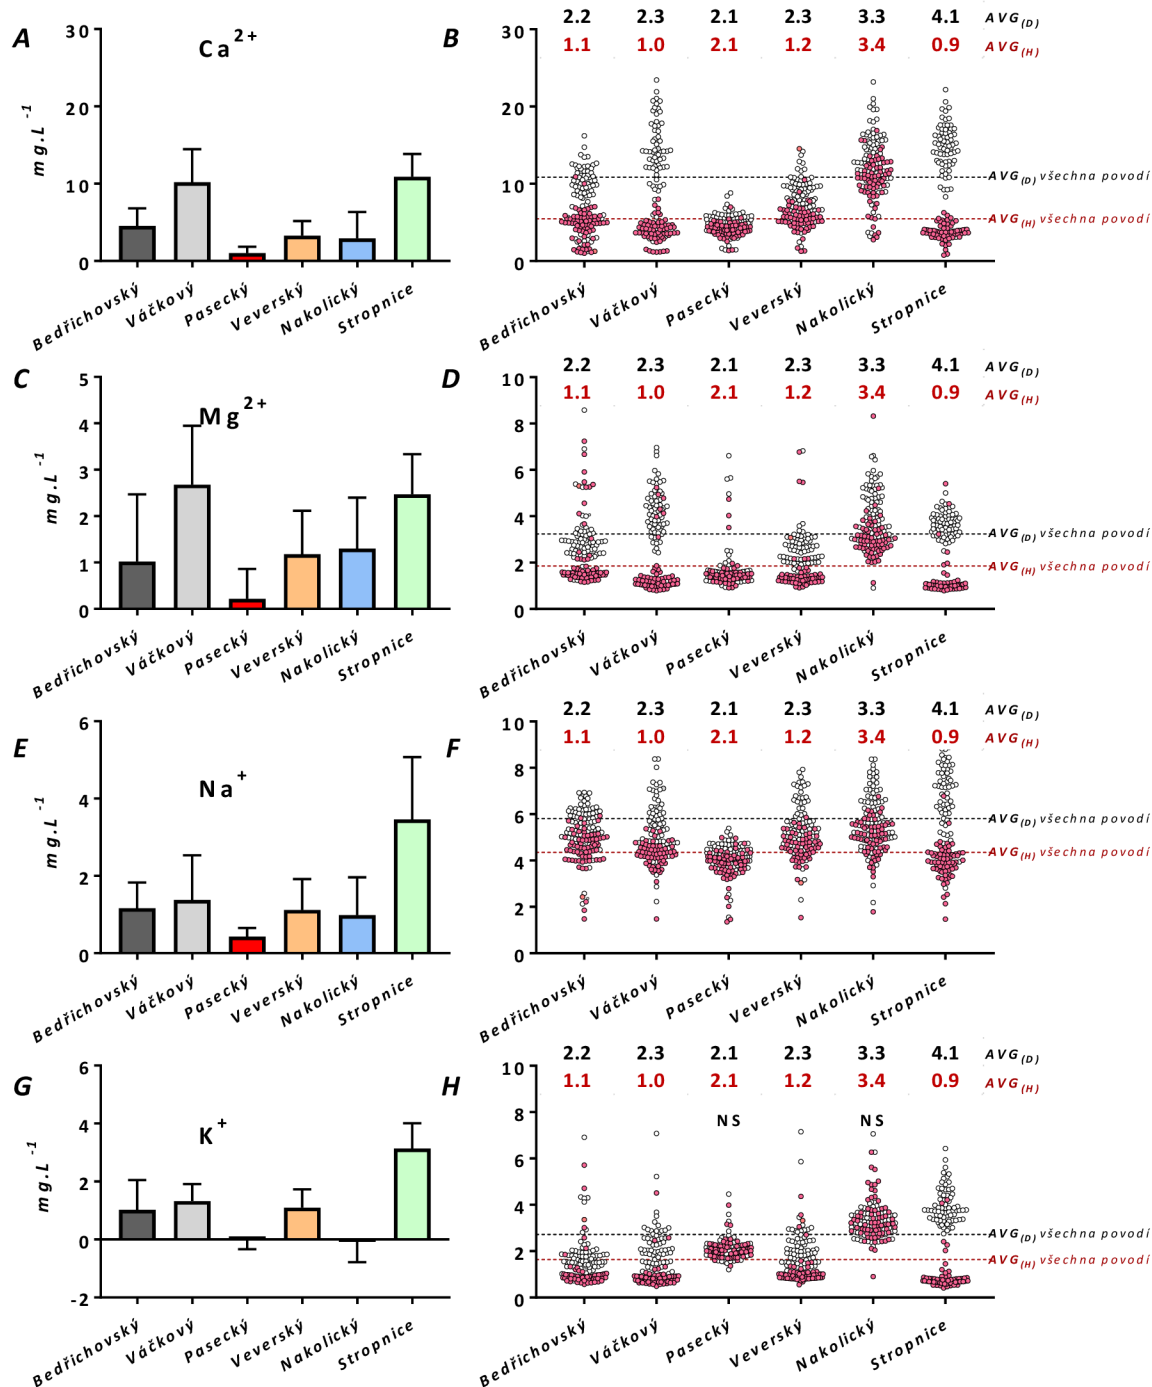 A
Ca2+
mg.L-1
30
20
10
0
Bedřichovský
Váčkový
Pasecký
Veverský
Nakolický
Stropnice
B
2.2 2.3 2.1 2.3 3.3 4.1 AVG(D)
1.1 1.0 2.1 1.2 3.4 0.9 AVG(H)
30
20
10
0
AVG(D) všechna povodí
AVG(H) všechna povodí
Bedřichovský
Váčkový
Pasecký
Veverský
Nakolický
Stropnice
C
Mg2+
mg.L-1
5
4
3
2
1
0
Bedřichovský
Váčkový
Pasecký
Veverský
Nakolický
Stropnice
D
2.2 2.3 2.1 2.3 3.3 4.1 AVG(D)
1.1 1.0 2.1 1.2 3.4 0.9 AVG(H)
10
8
6
4
2
0
AVG(D) všechna povodí
AVG(H) všechna povodí
Bedřichovský
Váčkový
Pasecký
Veverský
Nakolický
Stropnice
E
Na+
mg.L-1
6
4
2
0
Bedřichovský
Váčkový
Pasecký
Veverský
Nakolický
Stropnice
F
2.2 2.3 2.1 2.3 3.3 4.1 AVG(D)
1.1 1.0 2.1 1.2 3.4 0.9 AVG(H)
10
8
6
4
2
0
AVG(D) všechna povodí
AVG(H) všechna povodí
Bedřichovský
Váčkový
Pasecký
Veverský
Nakolický
Stropnice
G
K+
mg.L-1
6
4
2
0
-2
Bedřichovský
Váčkový
Pasecký
Veverský
Nakolický
Stropnice
H
2.2 2.3 2.1 2.3 3.3 4.1 AVG(D)
1.1 1.0 2.1 1.2 3.4 0.9 AVG(H)
NS NS
10
8
6
4
2
0
AVG(D) všechna povodí
AVG(H) všechna povodí
Bedřichovský
Váčkový
Pasecký
Veverský
Nakolický
Stropnice